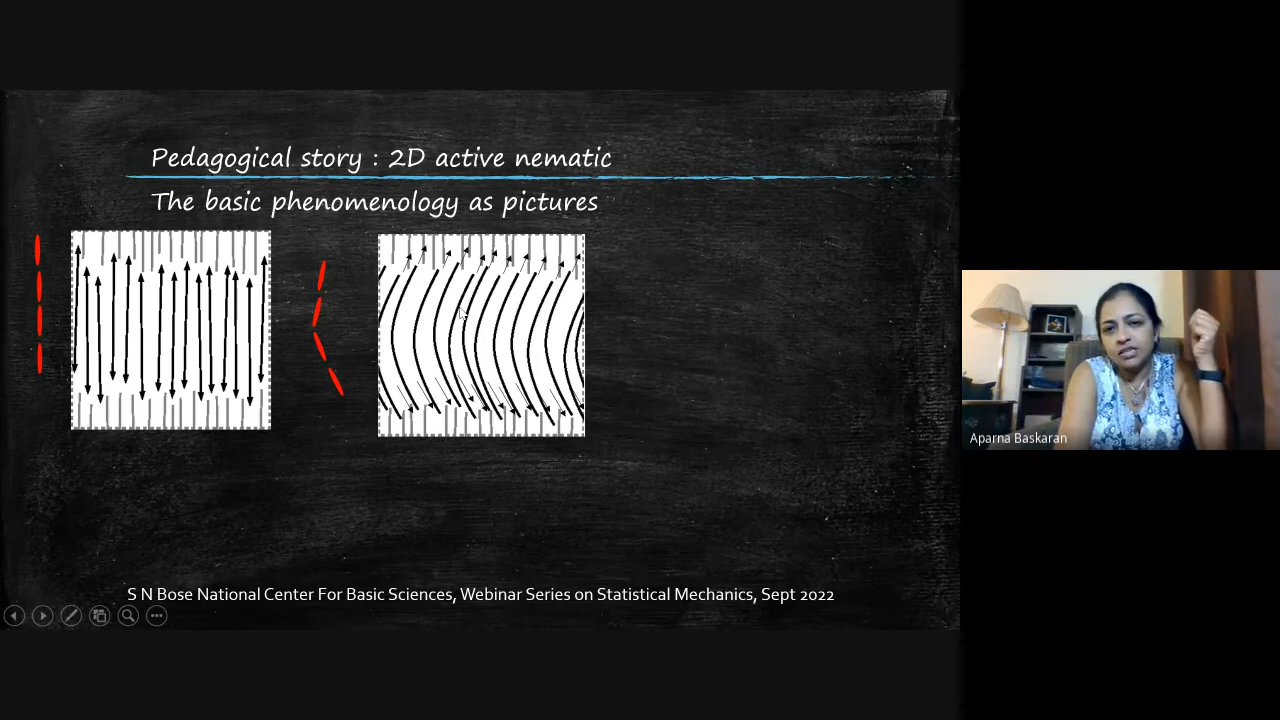 Pedagogical story : 2D active nematic
The basic phenomenology as pictures
S N Bose National Center For Basic Sciences, Webinar Series on Statistical Mechanics, Sept 2022
Aparna Baskaran